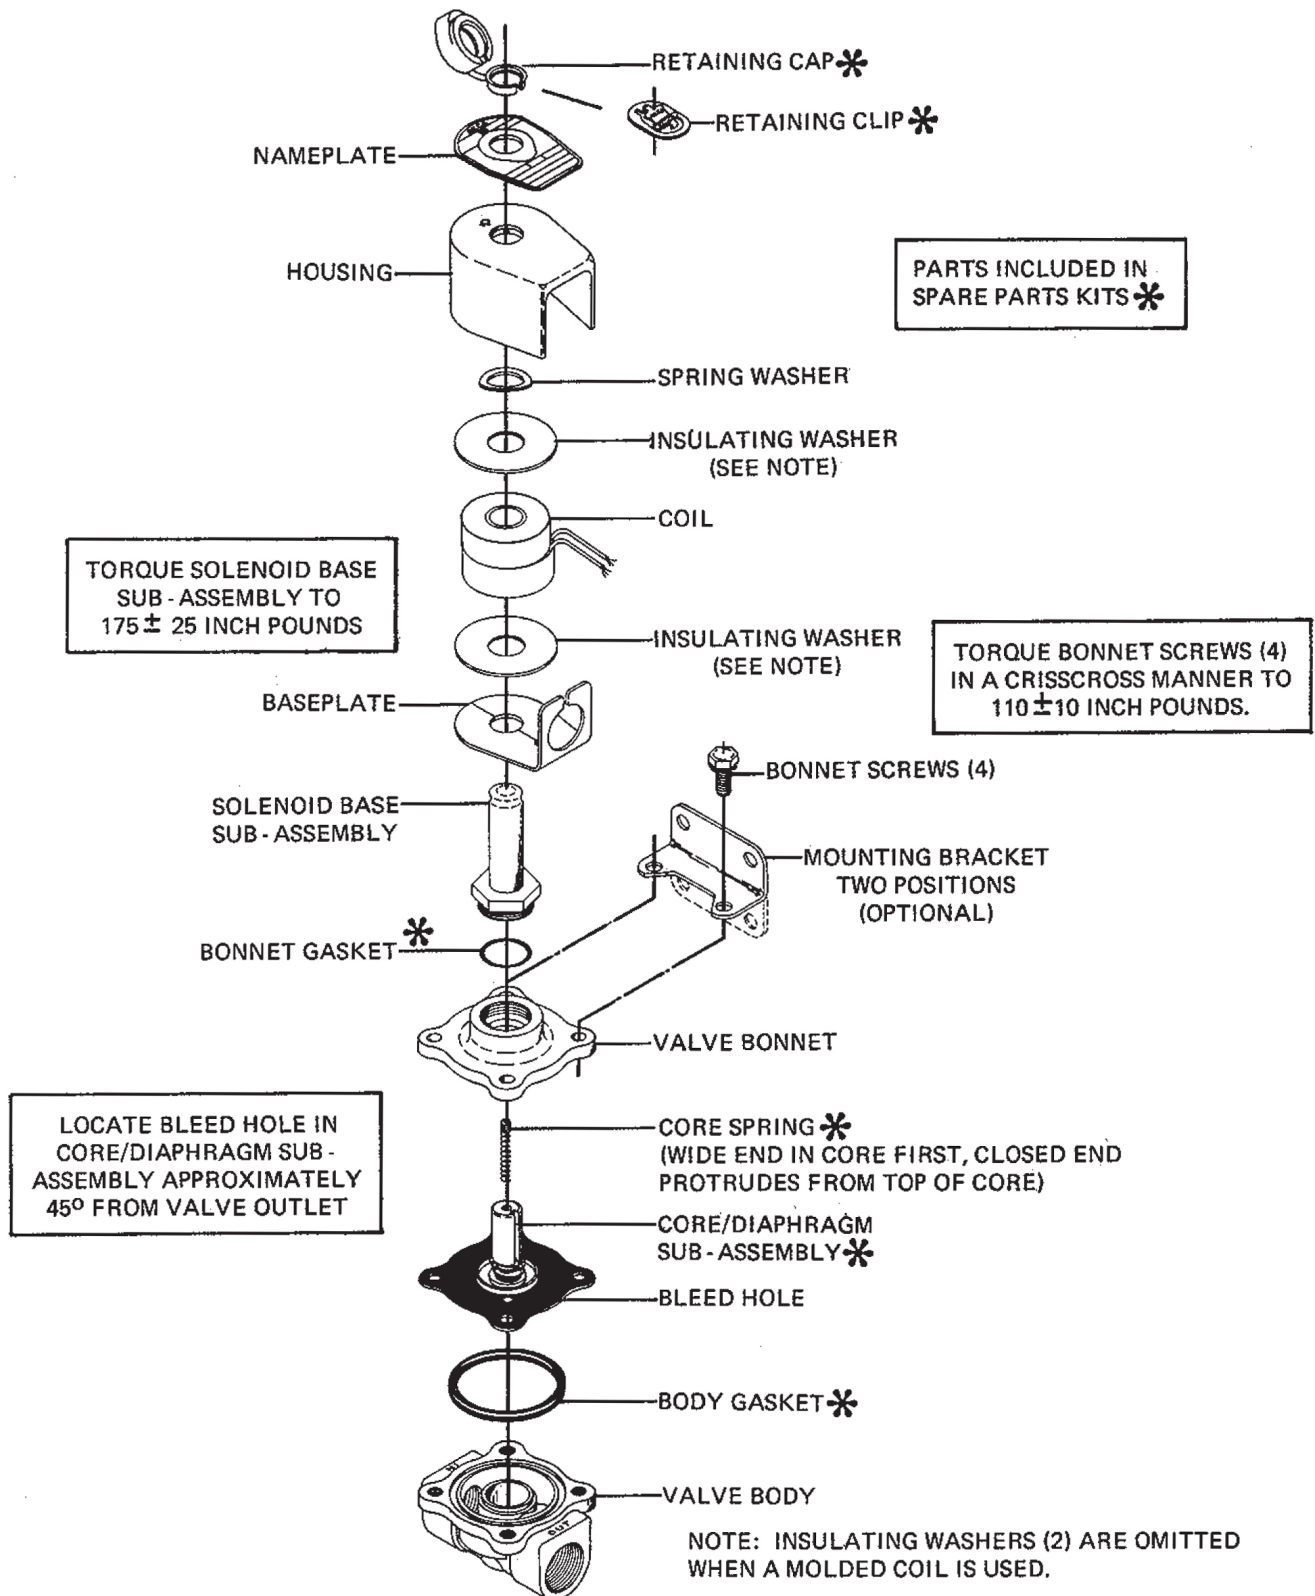 RETAINING CAP*
RETAINING CLIP*
NAMEPLATE
HOUSING
PARTS INCLUDED IN
SPARE PARTS KITS*
SPRING WASHER
INSULATING WASHER
(SEE NOTE)
COIL
TORQUE SOLENOID BASE
SUB-ASSEMBLY TO
175± 25 INCH POUNDS
INSULATING WASHER
(SEE NOTE)
TORQUE BONNET SCREWS (4)
IN A CRISSCROSS MANNER TO
110±10 INCH POUNDS.
BASEPLATE
BONNET SCREWS (4)
SOLENOID BASE
SUB-ASSEMBLY
MOUNTING BRACKET
TWO POSITIONS
(OPTIONAL)
BONNET GASKET*
VALVE BONNET
LOCATE BLEED HOLE IN
CORE/DIAPHRAGM SUB-
ASSEMBLY APPROXIMATELY
45º FROM VALVE OUTLET
CORE SPRING*
(WIDE END IN CORE FIRST, CLOSED END
PROTRUDES FROM TOP OF CORE)
CORE/DIAPHRAGM
SUB-ASSEMBLY*
BLEED HOLE
BODY GASKET*
IN
VALVE BODY
OUT
NOTE: INSULATING WASHERS (2) ARE OMITTED
WHEN A MOLDED COIL IS USED.